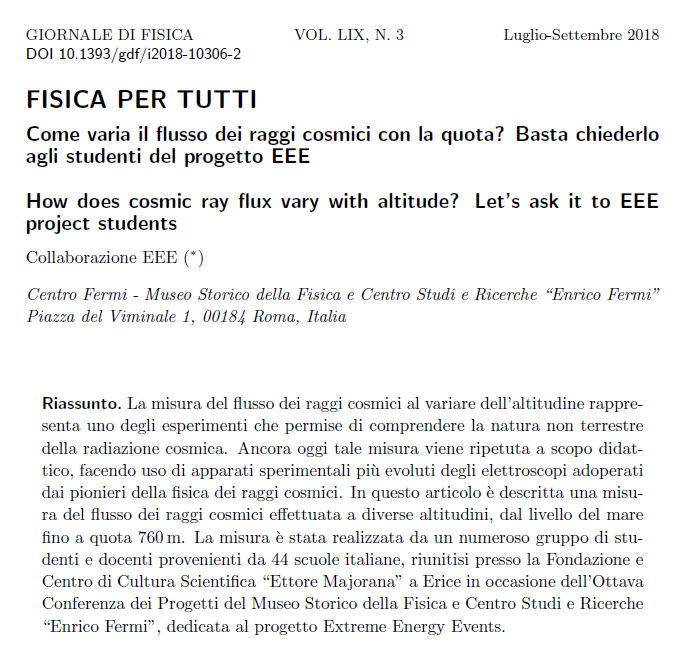 GIORNALE DI FISICA VOL. LIX, N. 3 Luglio-Settembre 2018
DOI 10.1393/gdf/i2018-10306-2
FISICA PER TUTTI
Come varia il flusso dei raggi cosmici con la quota? Basta chiederlo
agli studenti del progetto EEE
How does cosmic ray flux vary with altitude? Let's ask it to EEE
project students
Collaborazione EEE (*)
Centro Fermi - Museo Storico della Fisica e Centro Studi e Ricerche “Enrico Fermi”
Piazza del Viminale 1, 00184 Roma, Italia
Riassunto. La misura del flusso dei raggi cosmici al variare dell'altitudine rappre-
senta uno degli esperimenti che permise di comprendere la natura non terrestre
della radiazione cosmica. Ancora oggi tale misura viene ripetuta a scopo didat-
tico, facendo uso di apparati sperimentali più evoluti degli elettroscopi adoperati
dai pionieri della fisica dei raggi cosmici. In questo articolo è descritta una misu-
ra del flusso dei raggi cosmici effettuata a diverse altitudini, dal livello del mare
fino a quota 760 m. La misura è stata realizzata da un numeroso gruppo di stu-
denti e docenti provenienti da 44 scuole italiane, riunitisi presso la Fondazione e
Centro di Cultura Scientifica “Ettore Majorana” a Erice in occasione dell'Ottava
Conferenza dei Progetti del Museo Storico della Fisica e Centro Studi e Ricerche
“Enrico Fermi”, dedicata al progetto Extreme Energy Events.